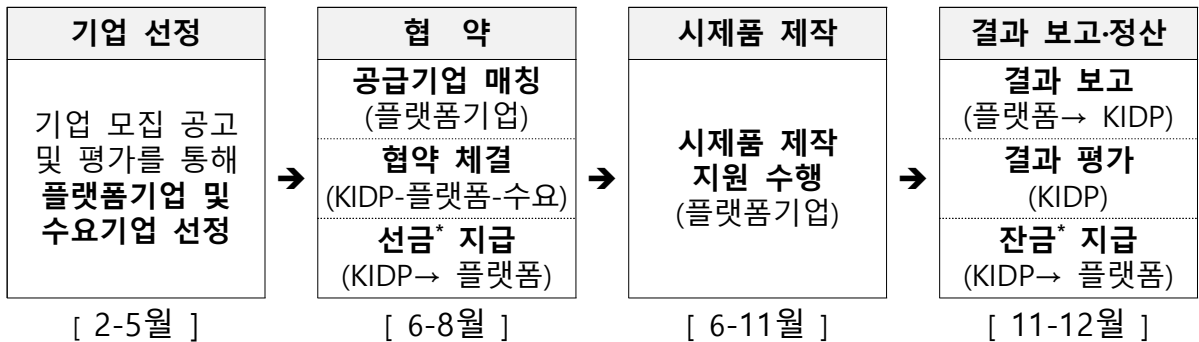 기업 선정
기업 모집 공고
및 평가를 통해
플랫폼기업 및
수요기업 선정
[ 2-5월 ]
➔
협 약
공급기업 매칭
(플랫폼기업)
협약 체결
(KIDP-플랫폼-수요)
선금* 지급
(KIDP→ 플랫폼)
[ 6-8월 ]
➔
시제품 제작
시제품 제작
지원 수행
(플랫폼기업)
[ 6-11월 ]
➔
결과 보고·정산
결과 보고
(플랫폼→ KIDP)
결과 평가
(KIDP)
잔금* 지급
(KIDP→ 플랫폼)
[ 11-12월 ]